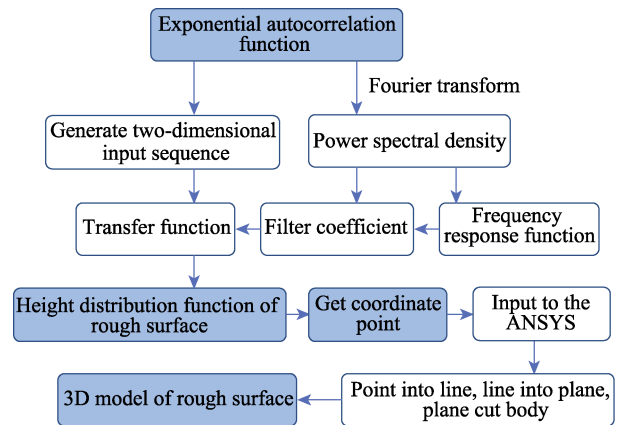 Exponential autocorrelation
function
Fourier transform
Generate two-dimensional
input sequence
Power spectral density
Transfer function
Filter coefficient
Frequency
response function
Height distribution function of
rough surface
Get coordinate
point
Input to the
ANSYS
3D model of rough surface
Point into line, line into plane,
plane cut body